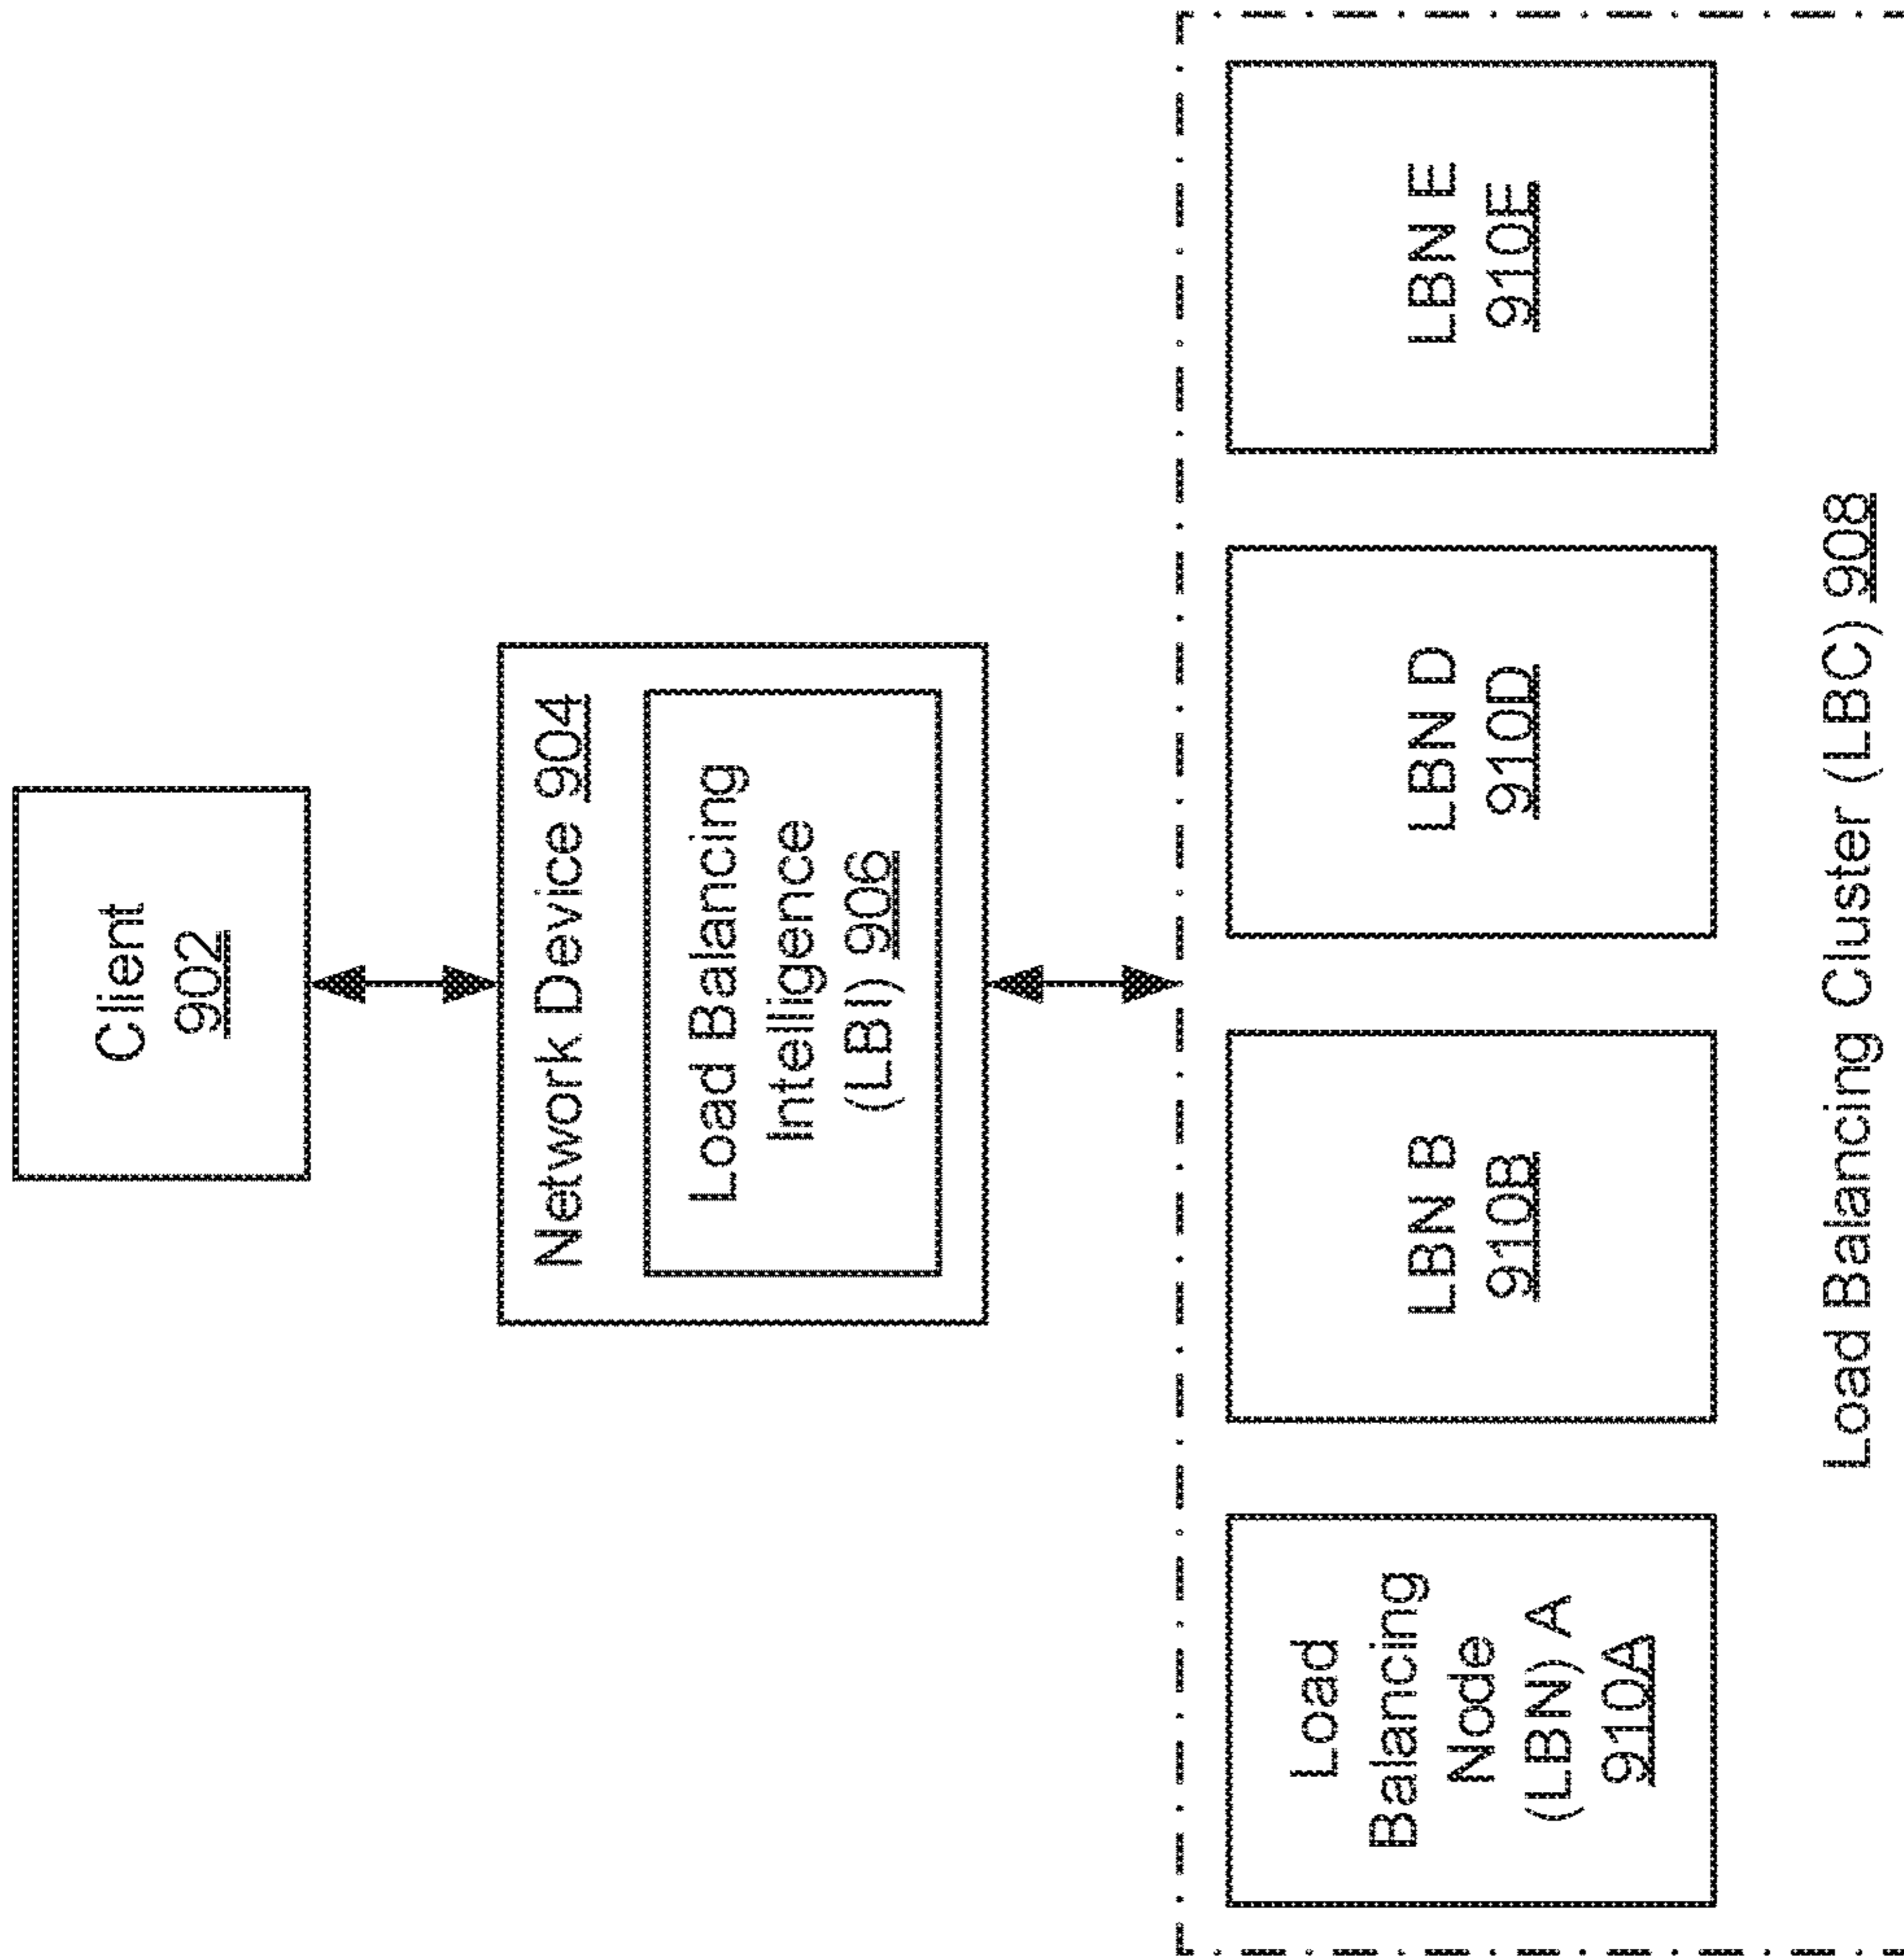 Client
902
Network Device 904
Load Balancing
Intelligence
(LBI) 906
Load
Balancing
Node
(LBN) A
910A
LBN B
910B
LBN D
910D
LBN E
910E
Load Balancing Cluster (LBC) 908